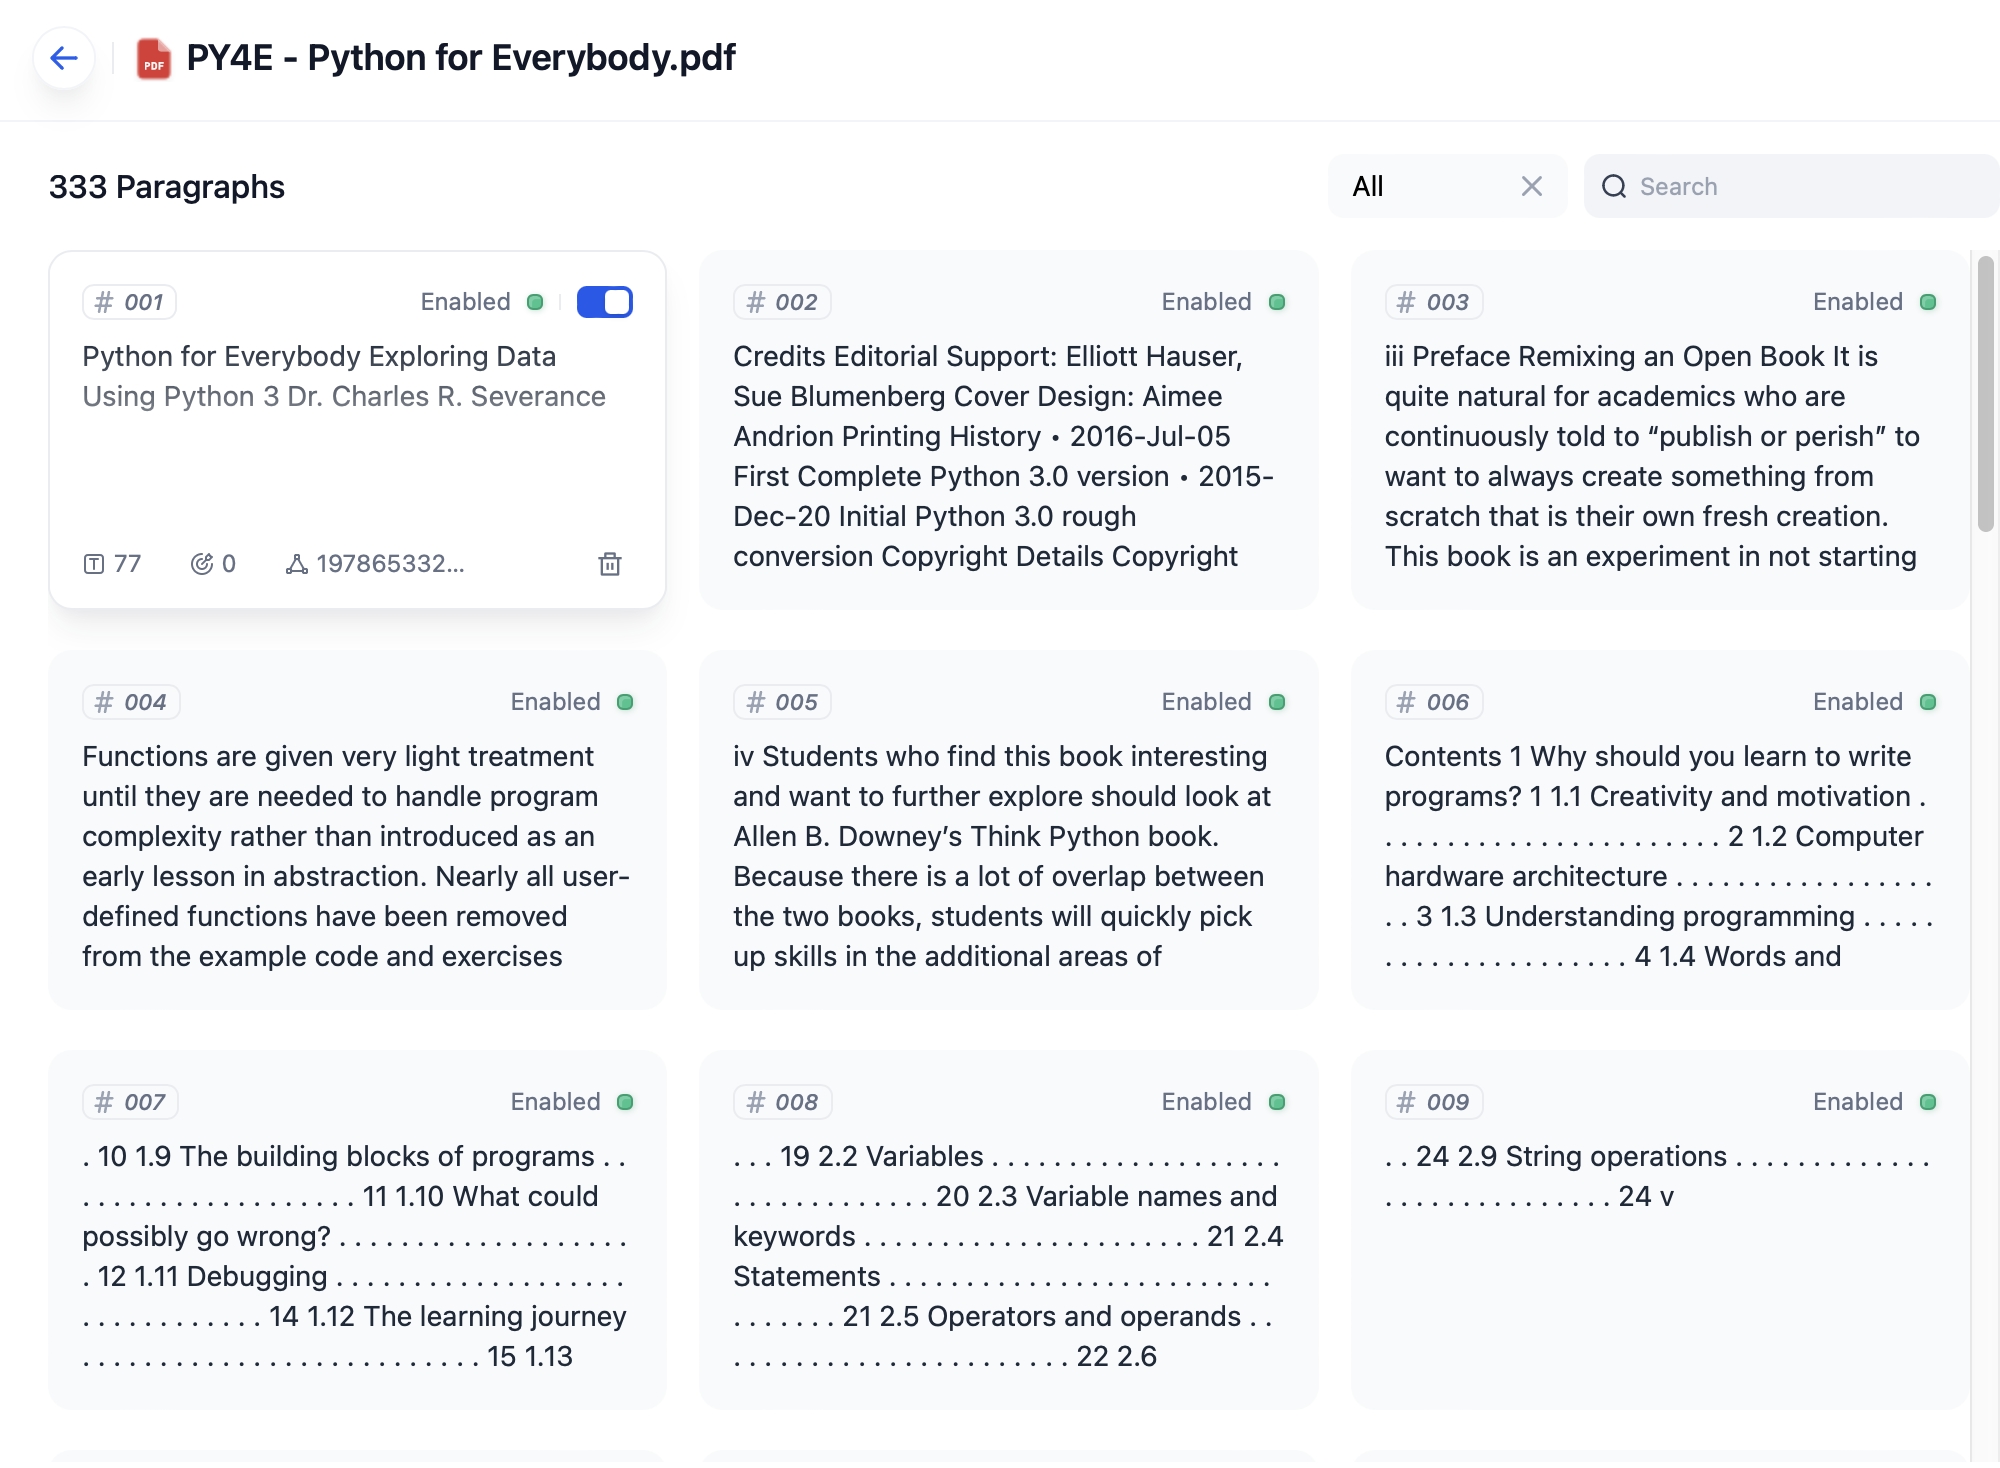 PDF
PY4E - Python for Everybody.pdf
333 Paragraphs
All
Search
# 001
Enabled
Python for Everybody Exploring Data
Using Python 3 Dr. Charles R. Severance
77
0
197865332...
# 002
Enabled
Credits Editorial Support: Elliott Hauser,
Sue Blumenberg Cover Design: Aimee
Andrion Printing History • 2016-Jul-05
First Complete Python 3.0 version • 2015-
Dec-20 Initial Python 3.0 rough
conversion Copyright Details Copyright
# 003
Enabled
iii Preface Remixing an Open Book It is
quite natural for academics who are
continuously told to “publish or perish” to
want to always create something from
scratch that is their own fresh creation.
This book is an experiment in not starting
# 004
Enabled
Functions are given very light treatment
until they are needed to handle program
complexity rather than introduced as an
early lesson in abstraction. Nearly all user-
defined functions have been removed
from the example code and exercises
# 005
Enabled
iv Students who find this book interesting
and want to further explore should look at
Allen B. Downey’s Think Python book.
Because there is a lot of overlap between
the two books, students will quickly pick
up skills in the additional areas of
# 006
Enabled
Contents 1 Why should you learn to write
programs? 1 1.1 Creativity and motivation .
. . . . . . . . . . . . . . . . . . . . . . 2 1.2 Computer
hardware architecture . . . . . . . . . . . . . . . . .
. . 3 1.3 Understanding programming . . . . .
. . . . . . . . . . . . . . . . 4 1.4 Words and
# 007
Enabled
. 10 1.9 The building blocks of programs . .
. . . . . . . . . . . . . . . . . . 11 1.10 What could
possibly go wrong? . . . . . . . . . . . . . . . . . . .
. 12 1.11 Debugging . . . . . . . . . . . . . . . . . . .
. . . . . . . . . . . . 14 1.12 The learning journey
. . . . . . . . . . . . . . . . . . . . . . . . . . 15 1.13
# 008
Enabled
. . . 19 2.2 Variables . . . . . . . . . . . . . . . . . . .
. . . . . . . . . . . . . 20 2.3 Variable names and
keywords . . . . . . . . . . . . . . . . . . . . . . 21 2.4
Statements . . . . . . . . . . . . . . . . . . . . . . . . .
. . . . . . . 21 2.5 Operators and operands . .
. . . . . . . . . . . . . . . . . . . . . . 22 2.6
# 009
Enabled
. . 24 2.9 String operations . . . . . . . . . . . . .
. . . . . . . . . . . . . . . 24 v